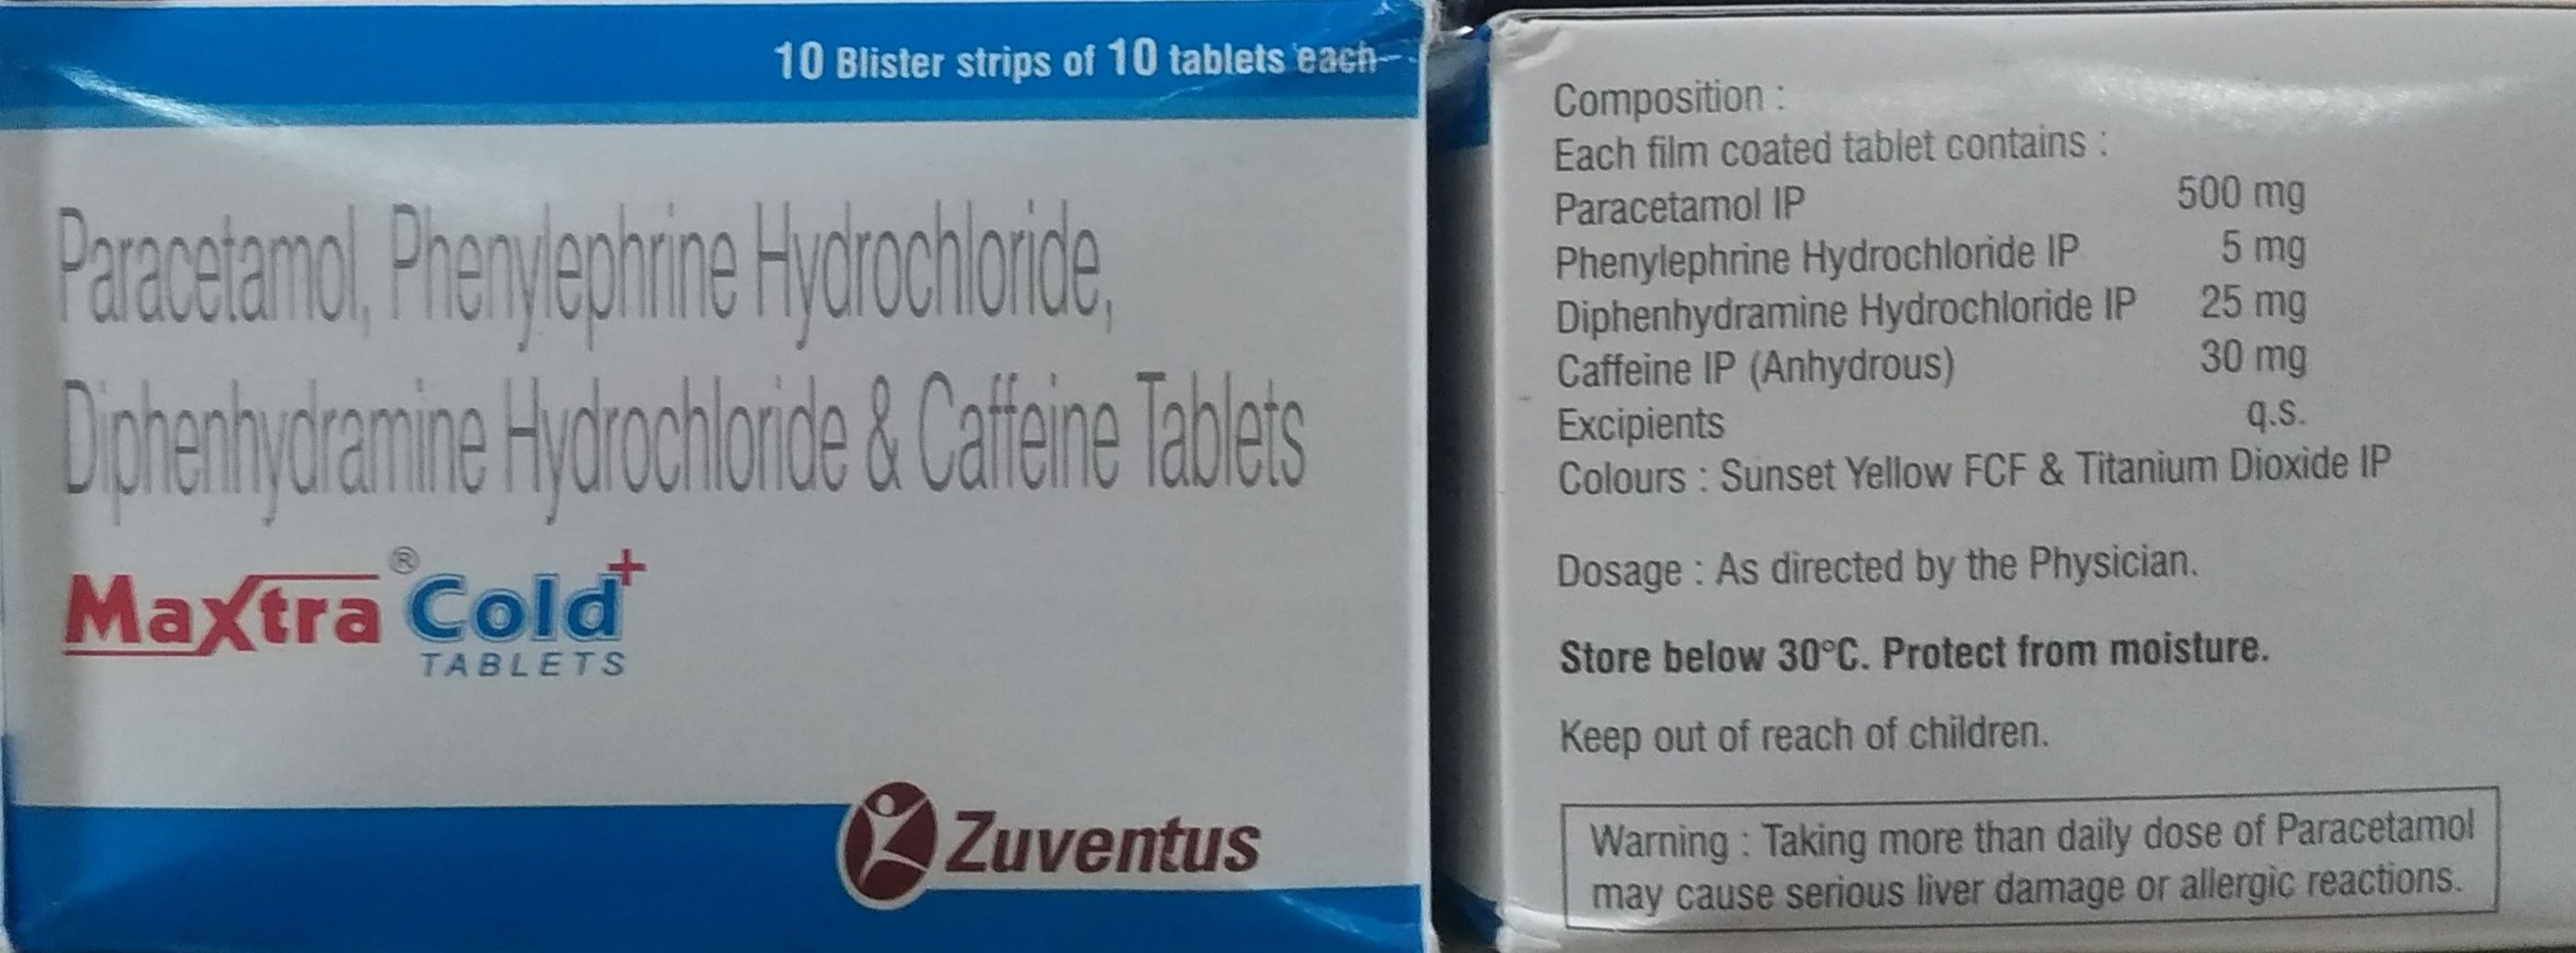 10 Blister strips of 10 tablets each
Paracetamol, Phenylephrine Hydrochloride,
Diphenhydramine Hydrochloride & Caffeine Tablets
Maxtra® Cold+
TABLETS
Zuventus
Composition :
Each film coated tablet contains :
Paracetamol IP 500 mg
Phenylephrine Hydrochloride IP 5 mg
Diphenhydramine Hydrochloride IP 25 mg
Caffeine IP (Anhydrous) 30 mg
Excipients q.s.
Colours : Sunset Yellow FCF & Titanium Dioxide IP
Dosage : As directed by the Physician.
Store below 30°C. Protect from moisture.
Keep out of reach of children.
Warning : Taking more than daily dose of Paracetamol
may cause serious liver damage or allergic reactions.